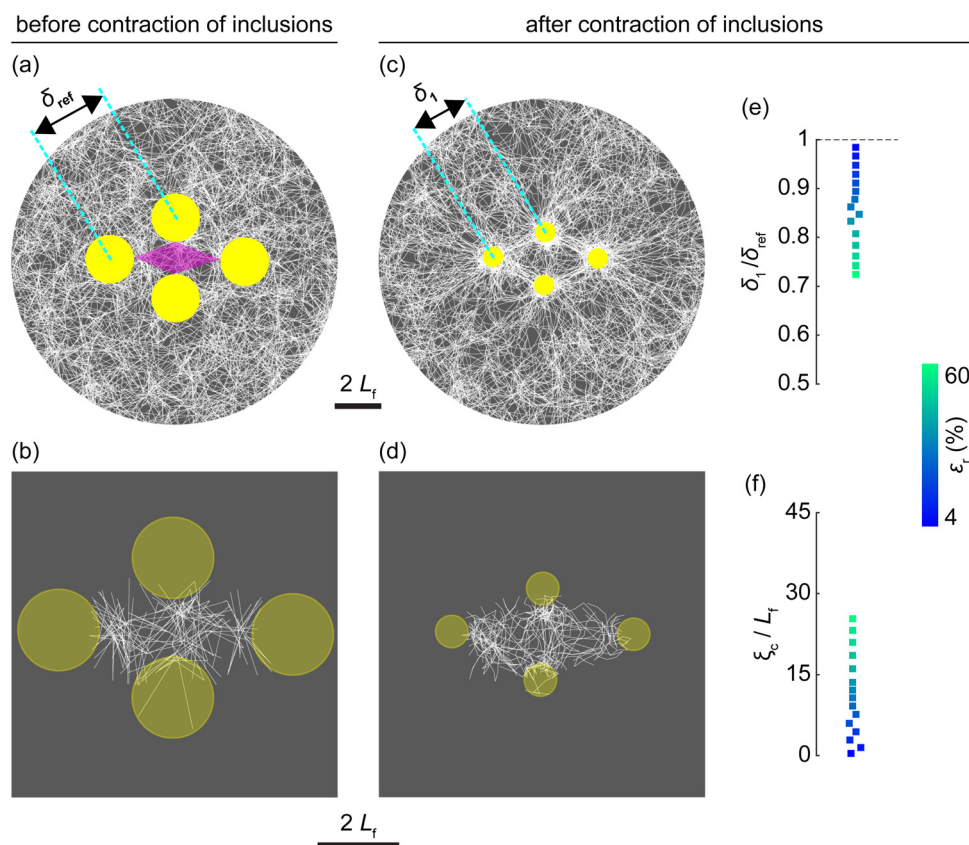 before contraction of inclusions
after contraction of inclusions
(a)
δref
(c)
δ1
(e)
1
0.9
0.8
0.7
0.6
0.5
δ1/δref
2 Lf
(b)
(d)
60
εr (%)
4
(f)
45
30
15
0
ξc / Lf
2 Lf